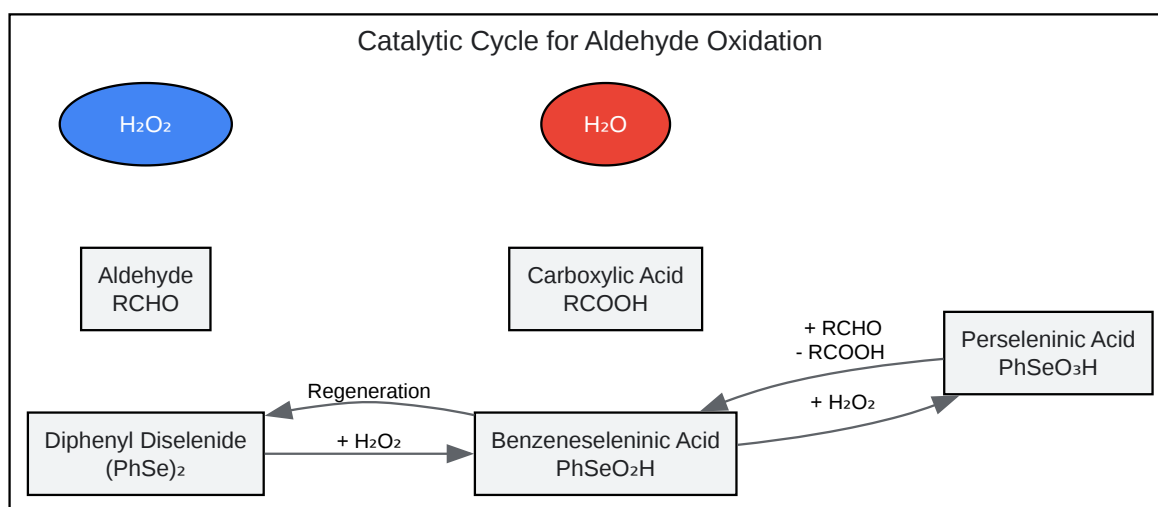 Catalytic Cycle for Aldehyde Oxidation
H₂O₂
H₂O
Aldehyde
RCHO
Carboxylic Acid
RCOOH
+ RCHO
- RCOOH
Perseleninic Acid
PhSeO₃H
Regeneration
+ H₂O₂
Diphenyl Diselenide
(PhSe)₂
+ H₂O₂
Benzeneseleninic Acid
PhSeO₂H